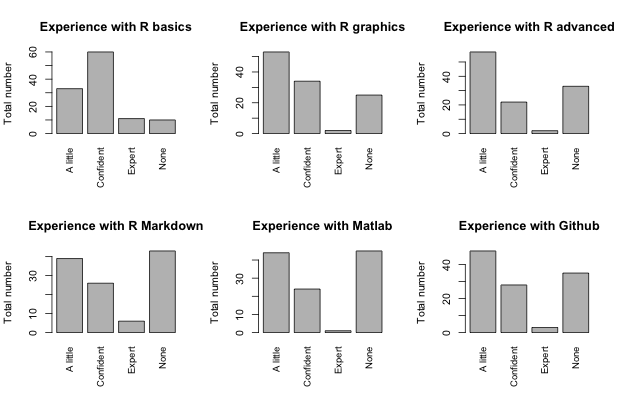 Experience with R basics
Total number
0
20
40
60
A little
Confident
Expert
None
Experience with R graphics
Total number
0
20
40
A little
Confident
Expert
None
Experience with R advanced
Total number
0
20
40
A little
Confident
Expert
None
Experience with R Markdown
Total number
0
10
30
A little
Confident
Expert
None
Experience with Matlab
Total number
0
10
30
A little
Confident
Expert
None
Experience with Github
Total number
0
20
40
A little
Confident
Expert
None